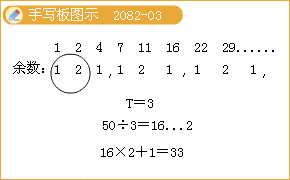 手写板图示 2082-03
1 2 4 7 11 16 22 29……
余数: 1 2 1 , 1 2 1 , 1 2 1 ,
T=3
50÷3=16...2
16×2+1=33